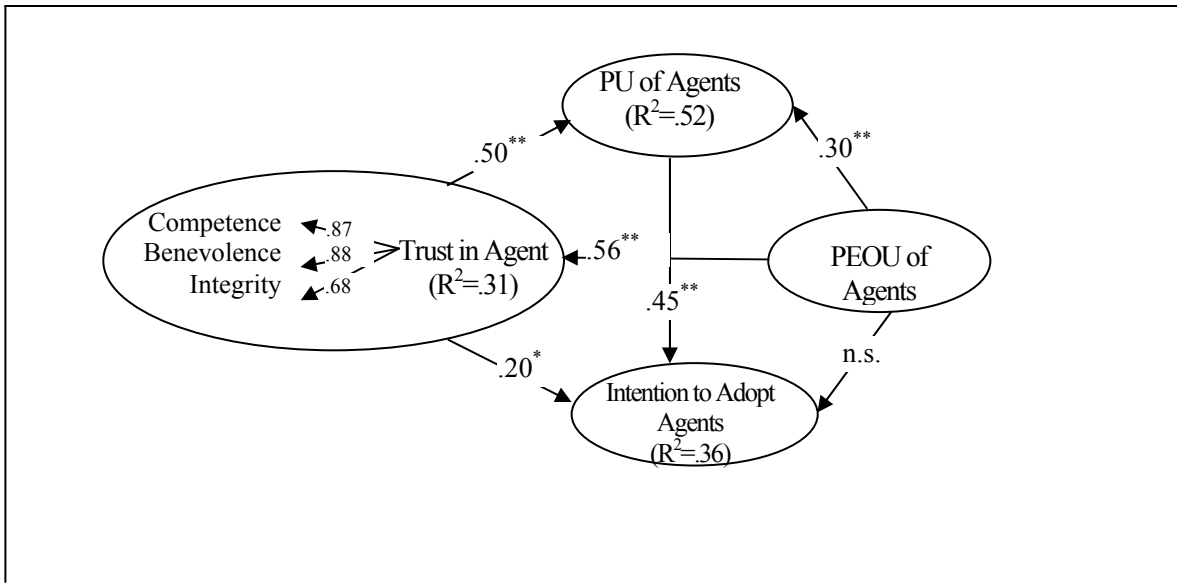 PU of Agents
(R²=.52)
.50**
.30**
Competence
.87
Benevolence
.88
Integrity
.68
Trust in Agent
(R²=.31)
.56**
PEOU of
Agents
.45**
n.s.
.20*
Intention to Adopt
Agents
(R²=.36)